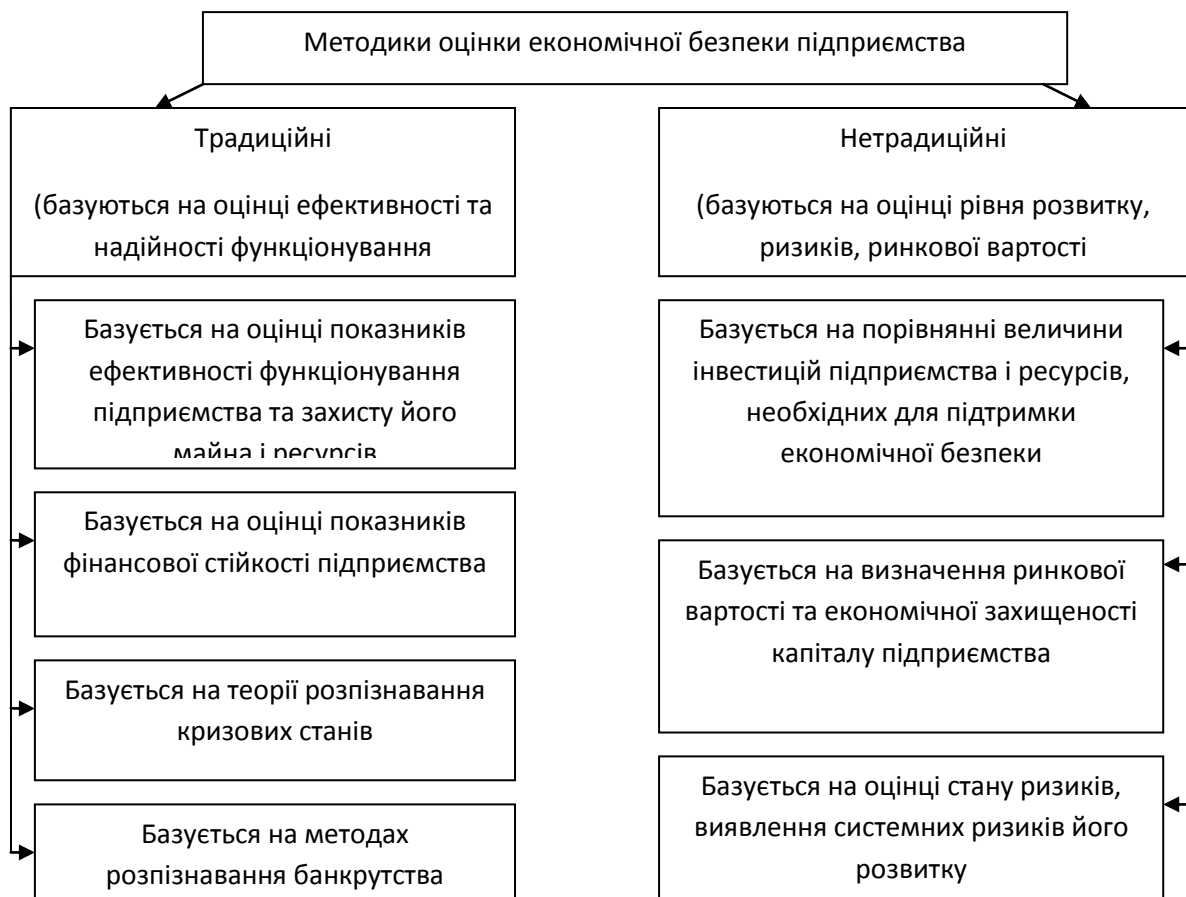 Методики оцінки економічної безпеки підприємства
Традиційні
(базуються на оцінці ефективності та
надійності функціонування
Нетрадиційні
(базуються на оцінці рівня розвитку,
ризиків, ринкової вартості
Базується на оцінці показників
ефективності функціонування
підприємства та захисту його
майна і ресурсів
Базується на оцінці показників
фінансової стійкості підприємства
Базується на теорії розпізнавання
кризових станів
Базується на методах
розпізнавання банкрутства
Базується на порівнянні величини
інвестицій підприємства і ресурсів,
необхідних для підтримки
економічної безпеки
Базується на визначення ринкової
вартості та економічної захищеності
капіталу підприємства
Базується на оцінці стану ризиків,
виявлення системних ризиків його
розвитку